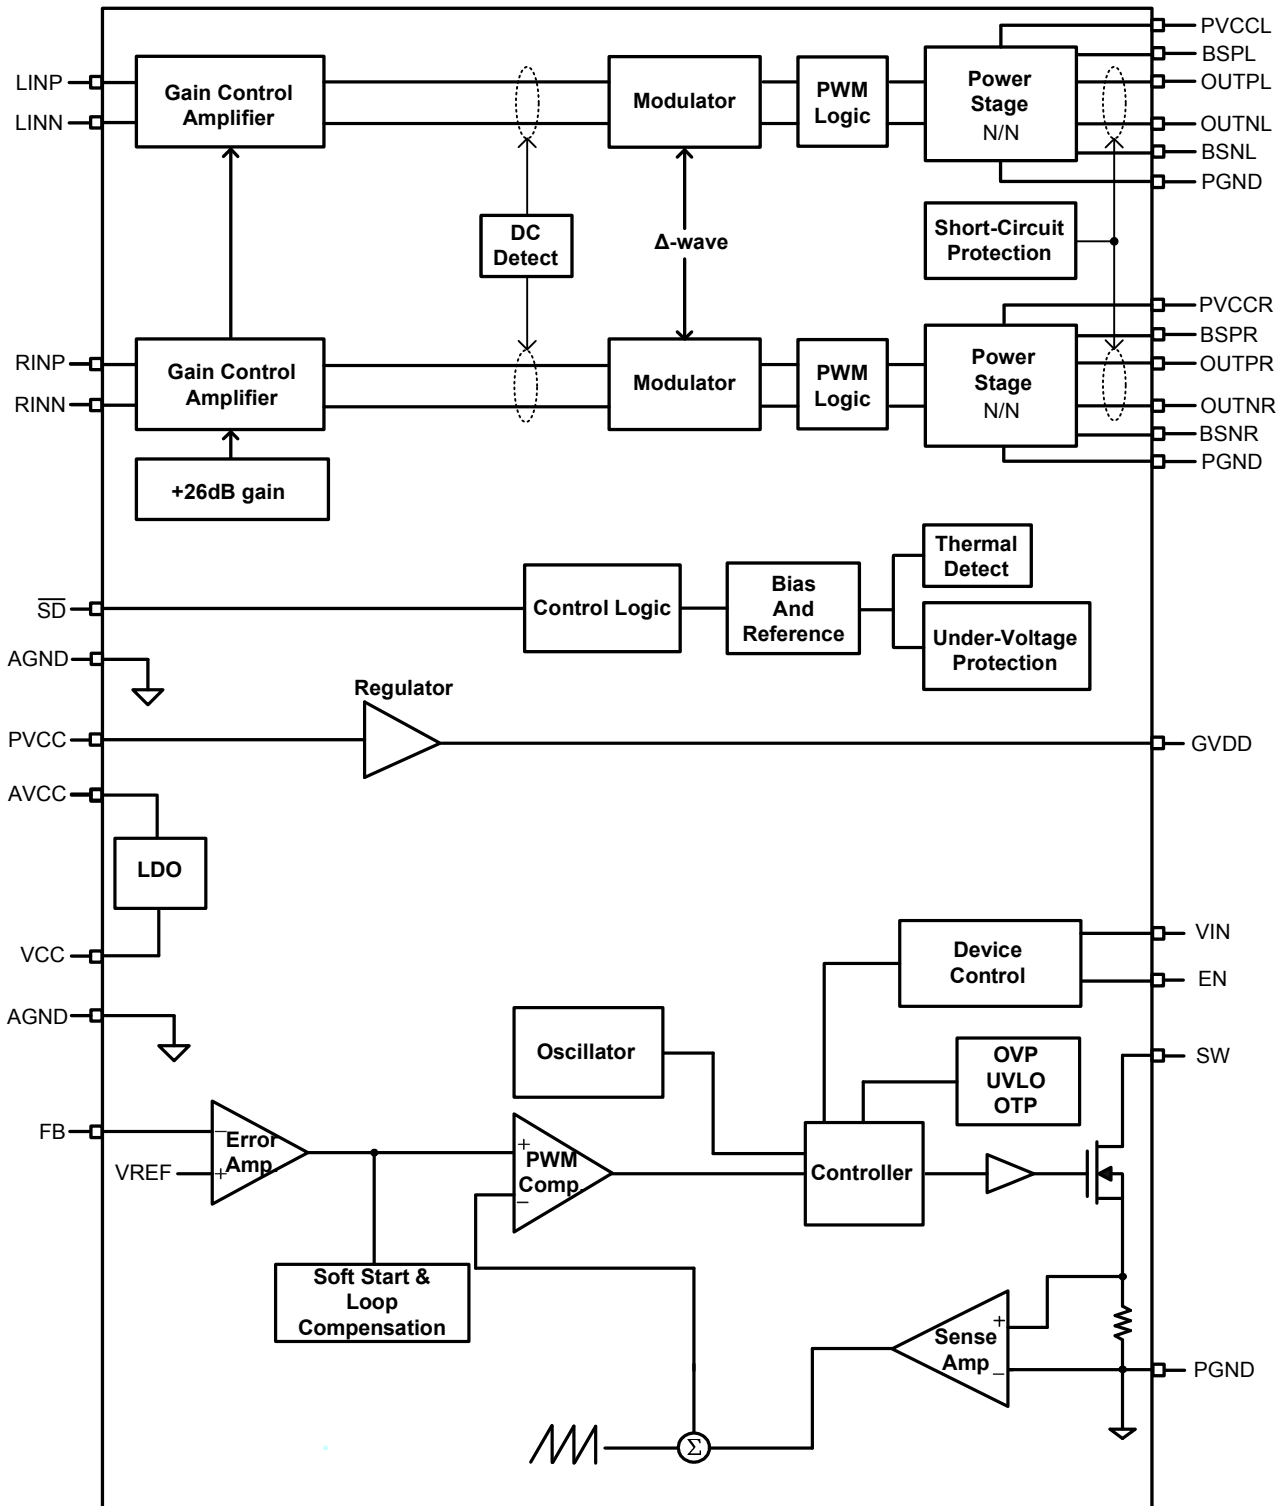 PVCCL
BSPL
LINP
Gain Control
Amplifier
Modulator
PWM
Logic
Power
Stage
N/N
OUTPL
LINN
OUTNL
BSNL
PGND
DC
Detect
Δ-wave
Short-Circuit
Protection
PVCCR
BSPR
RINP
Gain Control
Amplifier
Modulator
PWM
Logic
Power
Stage
N/N
OUTPR
RINN
OUTNR
BSNR
PGND
+26dB gain
Thermal
Detect
SD
Control Logic
Bias
And
Reference
Under-Voltage
Protection
AGND
Regulator
PVCC
GVDD
AVCC
LDO
VCC
Device
Control
VIN
EN
AGND
Oscillator
OVP
UVLO
OTP
SW
FB
−
Error
Amp.
+
VREF
+
PWM
Comp.
−
Controller
Soft Start &
Loop
Compensation
+
Sense
Amp
−
PGND
Σ